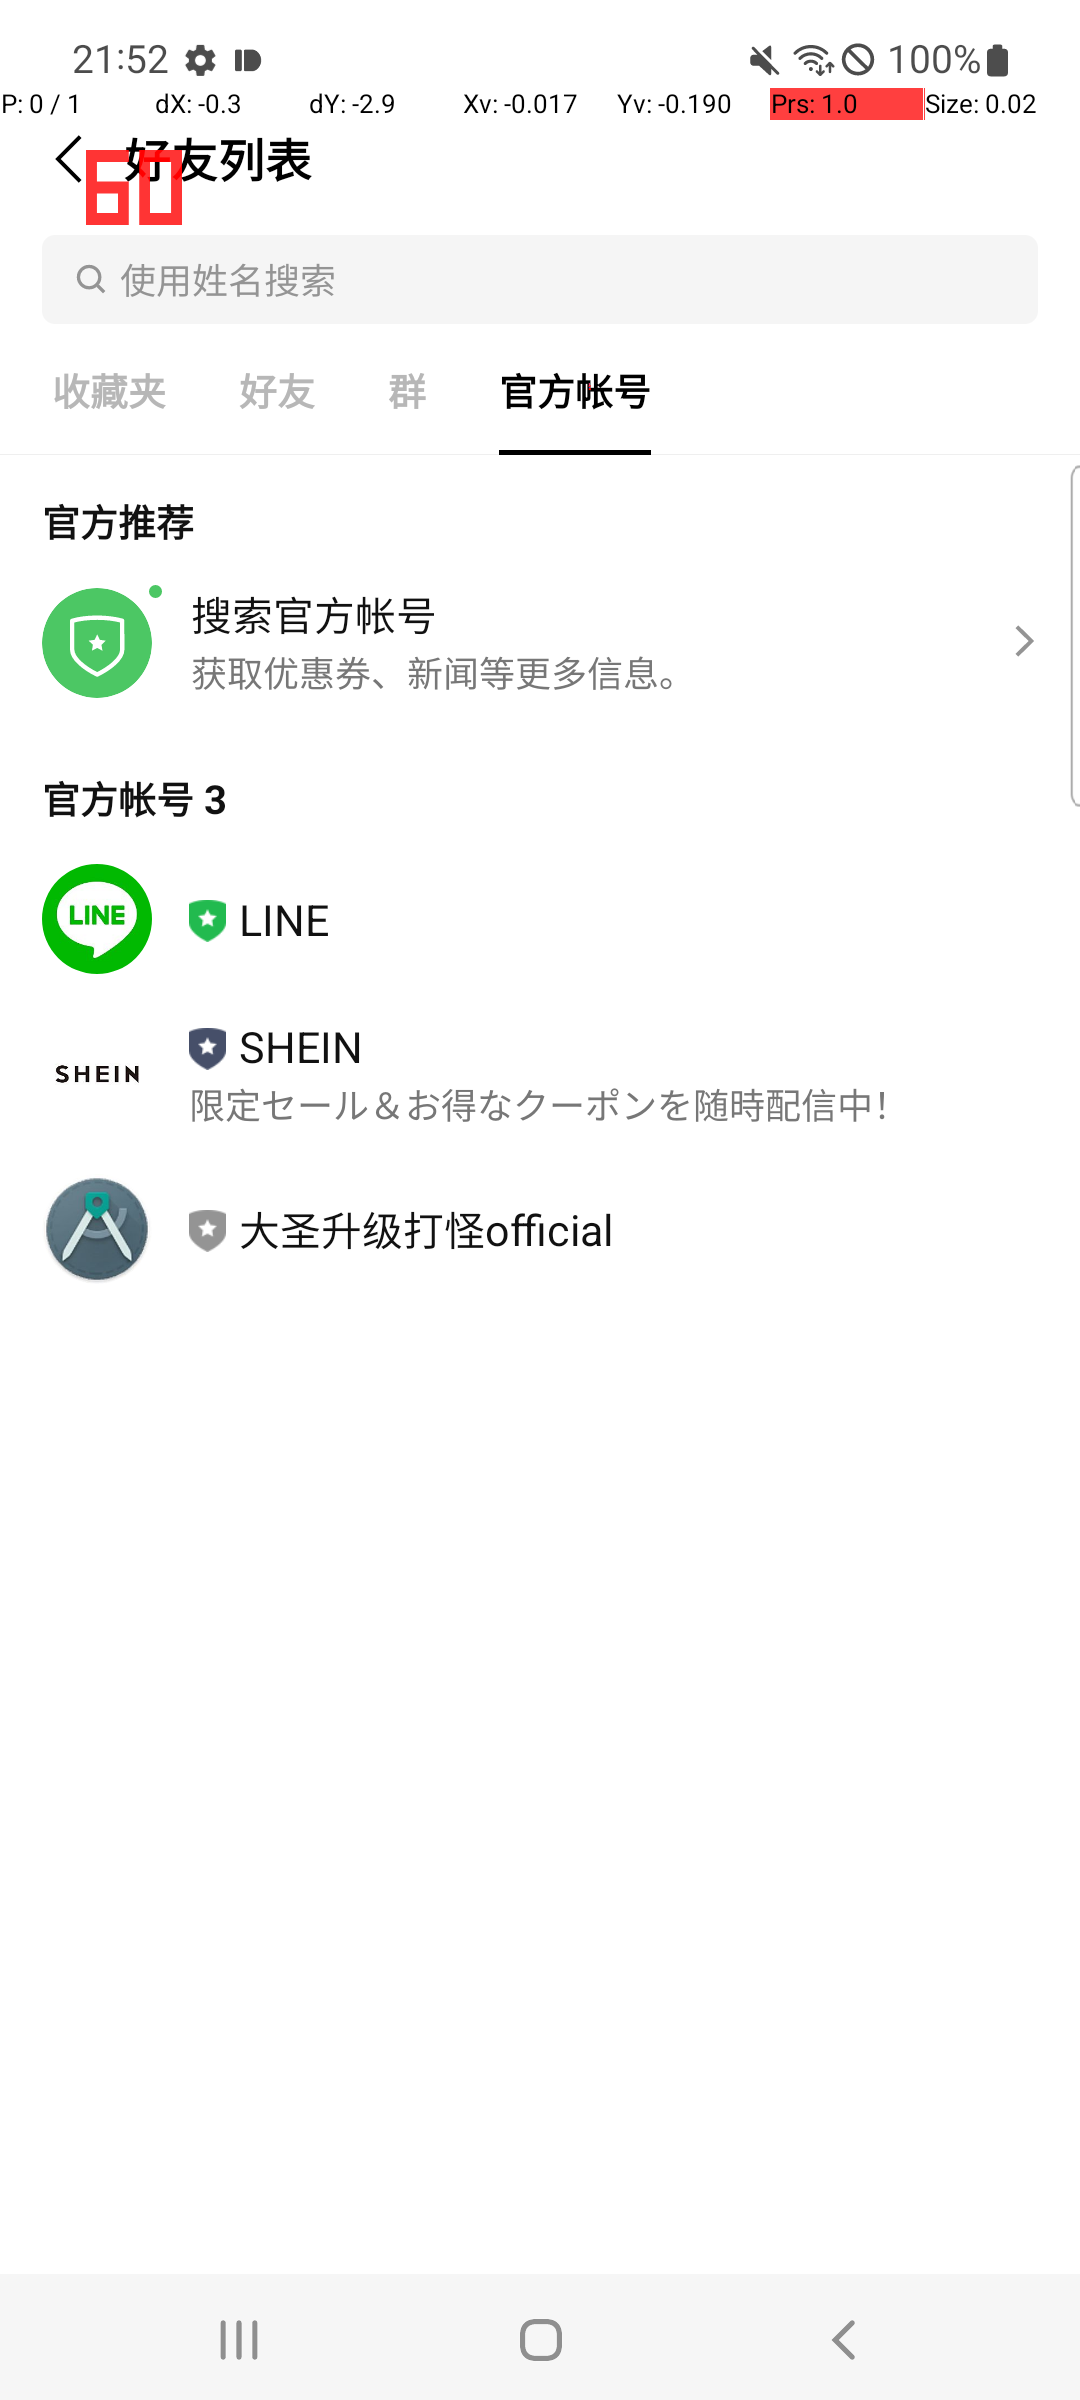 21:52 100%
P: 0 / 1 dX: -0.3 dY: -2.9 Xv: -0.017 Yv: -0.190 Prs: 1.0 Size: 0.02
好友列表
60
使用姓名搜索
收藏夹 好友 群 官方帐号
官方推荐
搜索官方帐号
获取优惠券、新闻等更多信息。
官方帐号 3
LINE LINE
SHEIN
SHEIN
限定セール＆お得なクーポンを随時配信中！
大圣升级打怪official